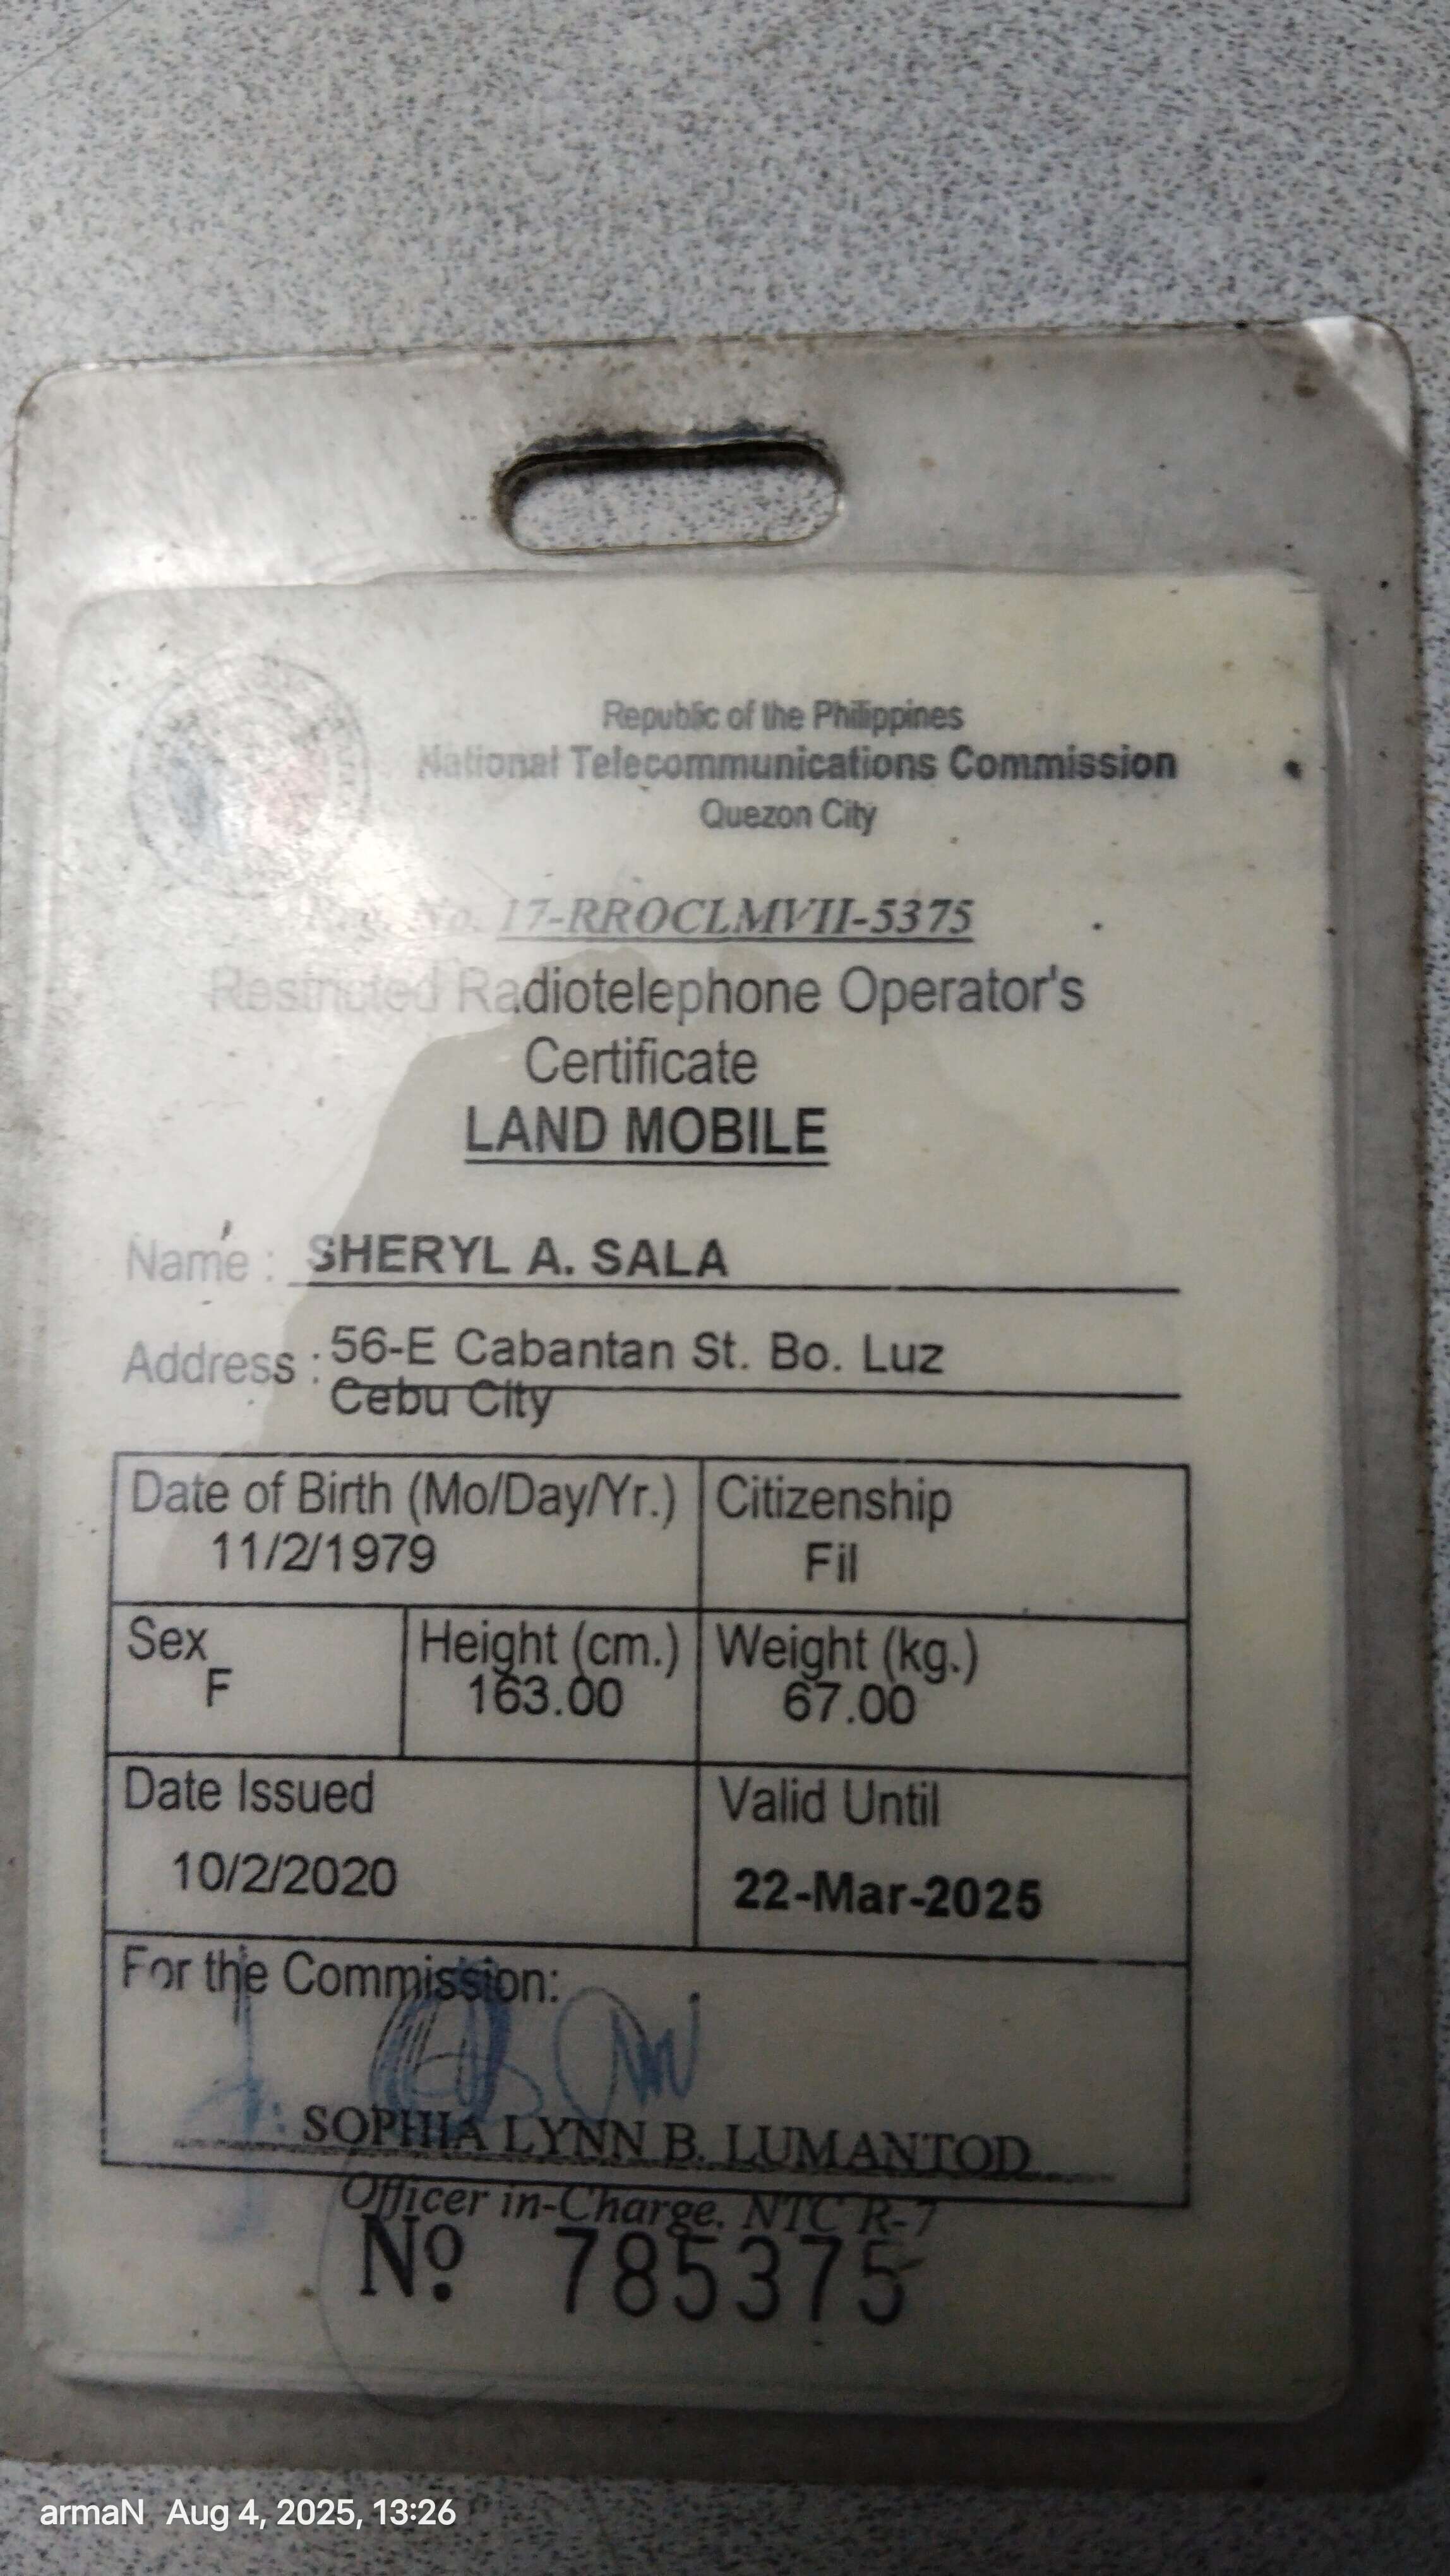 Republic of the Philippines
National Telecommunications Commission
Quezon City
Reg. No. 17-RROCLMVII-5375
Restricted Radiotelephone Operator's
Certificate
LAND MOBILE
Name : SHERYL A. SALA
Address : 56-E Cabantan St. Bo. Luz
Cebu City
Date of Birth (Mo/Day/Yr.) Citizenship
11/2/1979 Fil
Sex Height (cm.) Weight (kg.)
F 163.00 67.00
Date Issued Valid Until
10/2/2020 22-Mar-2025
For the Commission:
SOPHIA LYNN B. LUMANTOD
Officer in-Charge, NTC R-7
Nº 785375
armaN Aug 4, 2025, 13:26